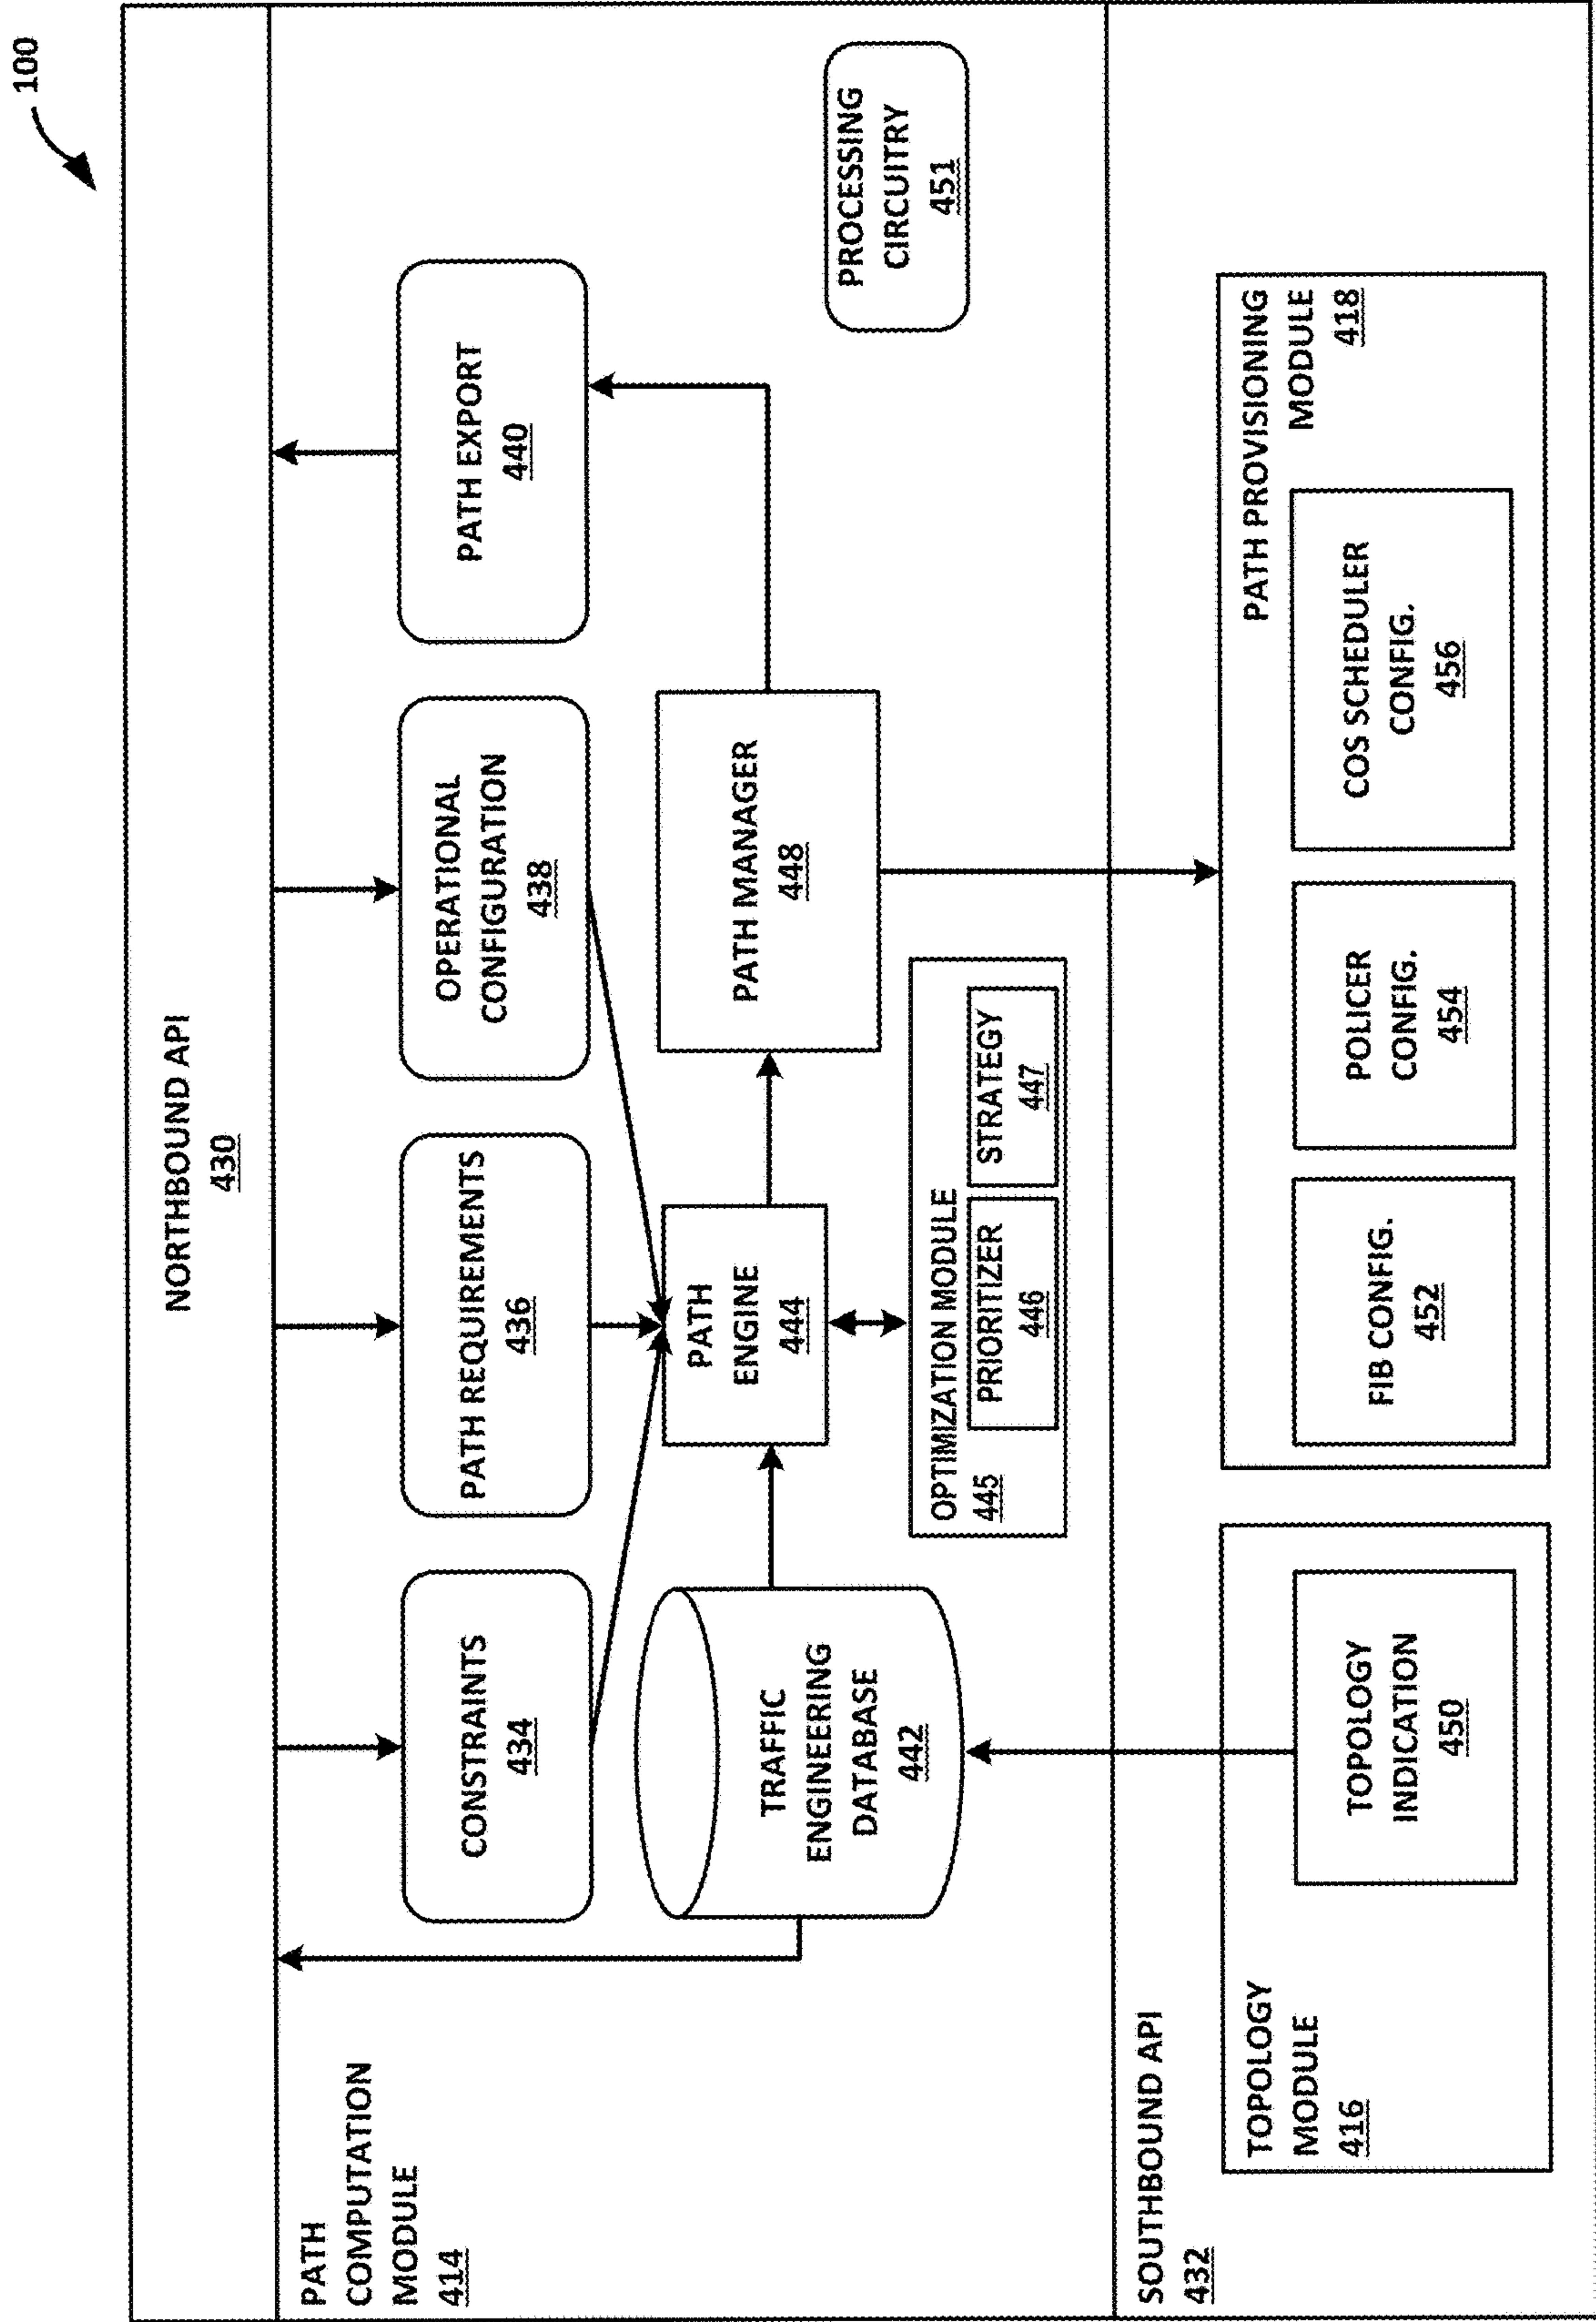 100
NORTHBOUND API
430
PATH
COMPUTATION
MODULE
414
CONSTRAINTS
434
PATH REQUIREMENTS
436
OPERATIONAL
CONFIGURATION
438
PATH EXPORT
440
TRAFFIC
ENGINEERING
DATABASE
442
PATH
ENGINE
444
PATH MANAGER
448
OPTIMIZATION MODULE
445
PRIORITIZER
446
STRATEGY
447
PROCESSING
CIRCUITRY
451
SOUTHBOUND API
432
TOPOLOGY
MODULE
416
TOPOLOGY
INDICATION
450
PATH PROVISIONING
MODULE
418
FIB CONFIG.
452
POLICER
CONFIG.
454
COS SCHEDULER
CONFIG.
456